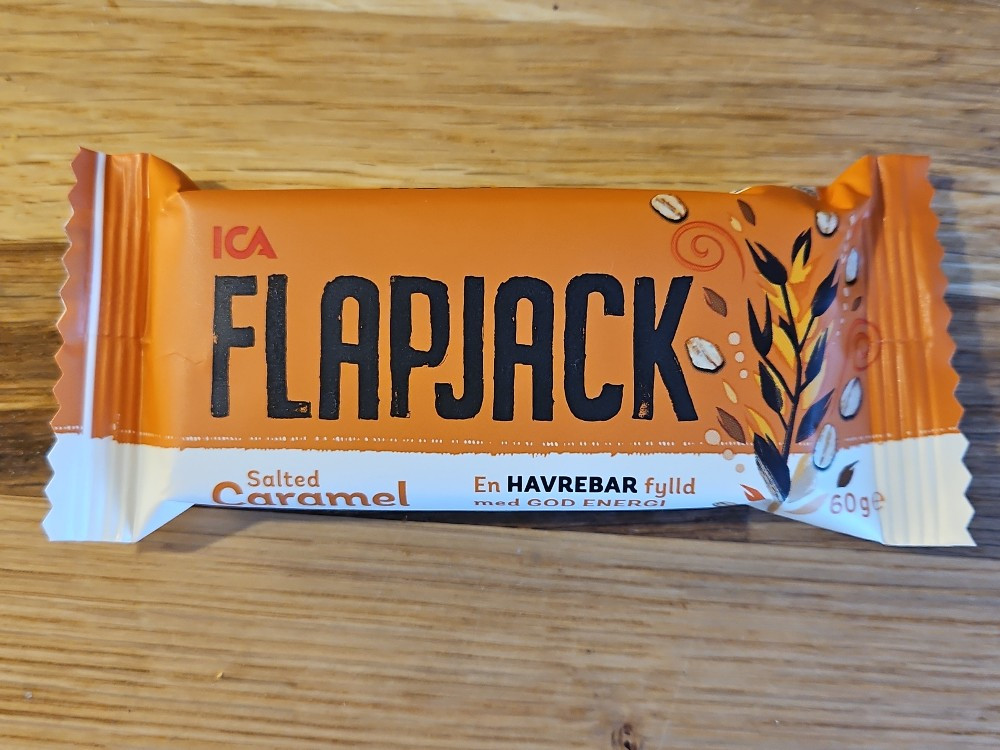 ICA
FLAPJACK
Salted
Caramel
En HAVREBAR fylld
med GOD ENERGI
60g℮